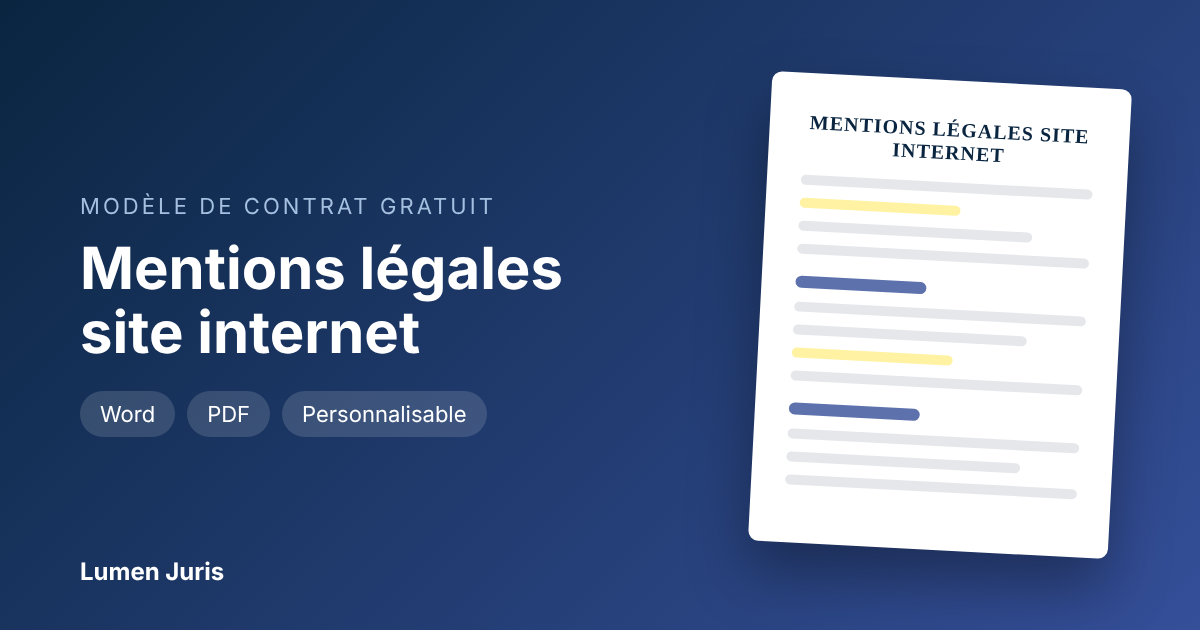 MODÈLE DE CONTRAT GRATUIT
Mentions légales
site internet
Word
PDF
Personnalisable
Lumen Juris
MENTIONS LÉGALES SITE
INTERNET